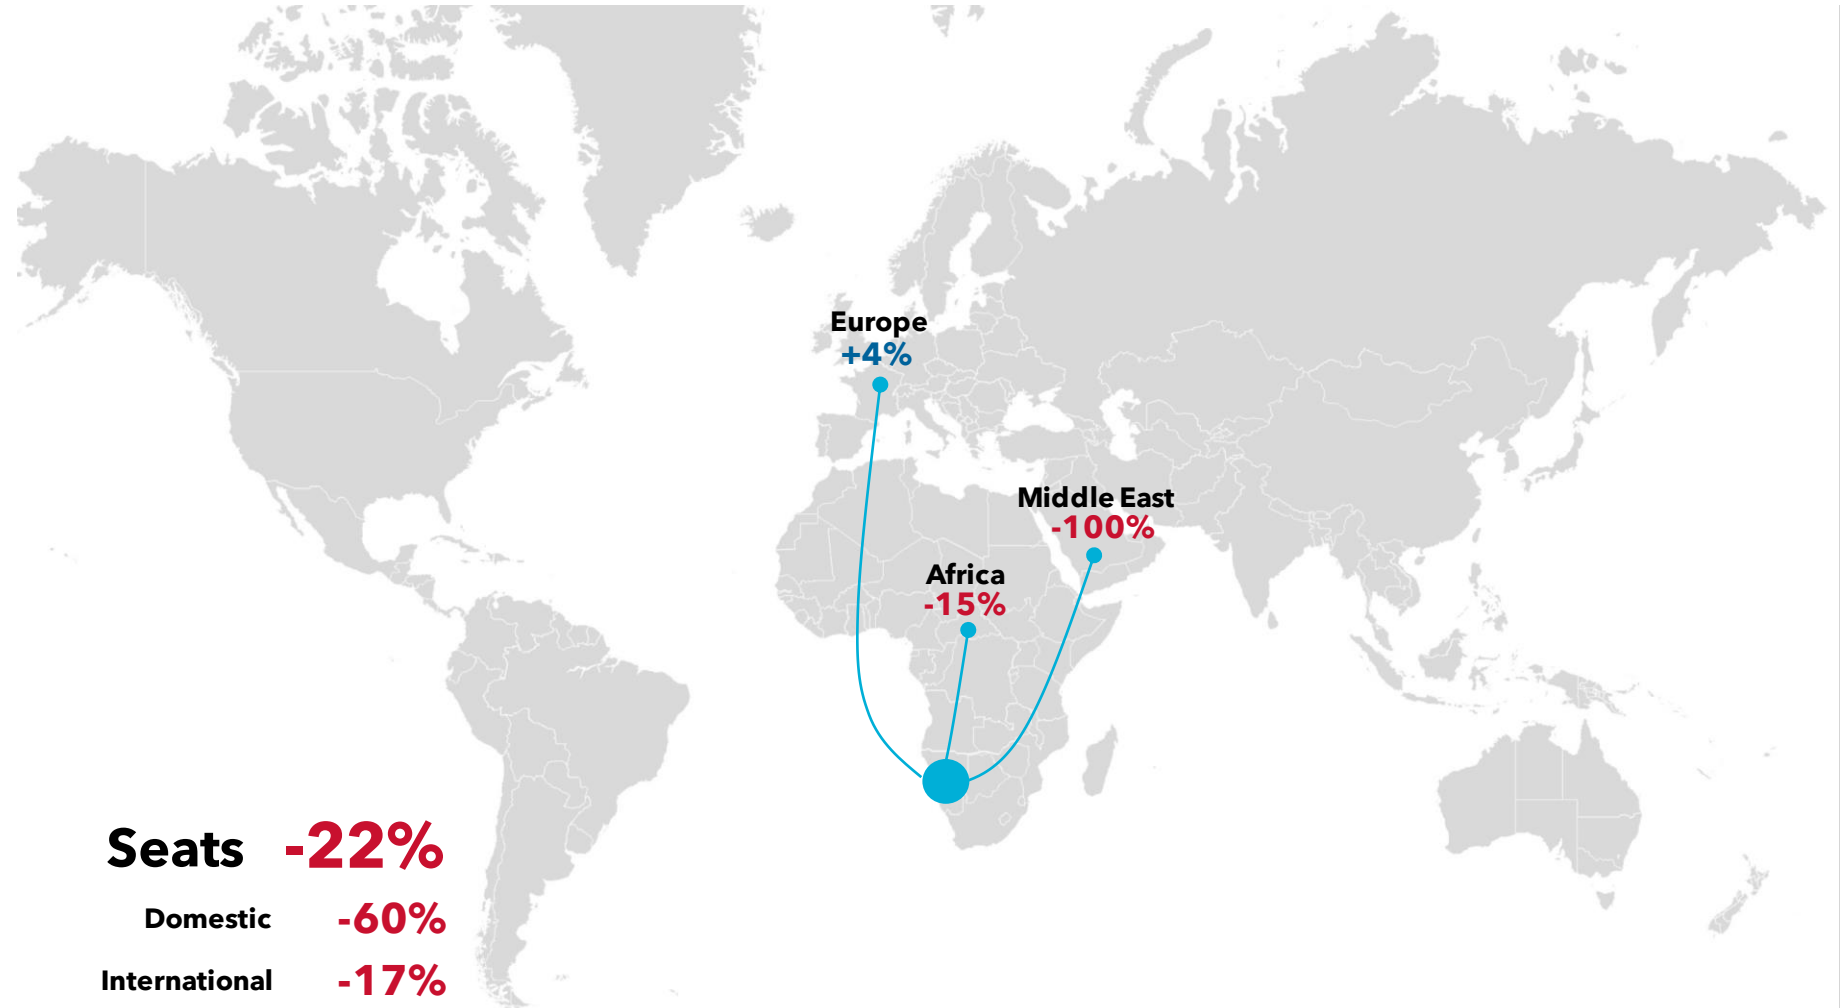 Europe
+4%
Middle East
-100%
Africa
-15%
Seats -22%
Domestic -60%
International -17%